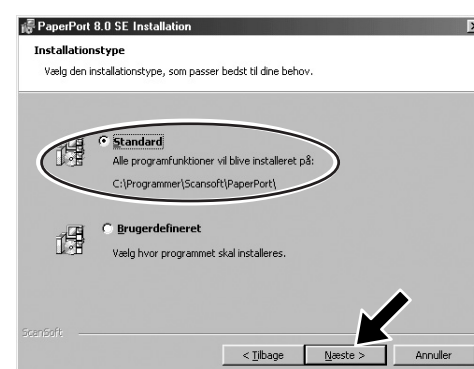 PaperPort 8.0 SE Installation
Installationstype
Vælg den installationstype, som passer bedst til dine behov.
Standard
Alle programfunktioner vil blive installeret på:
C:\Programmer\Scansoft\PaperPort\
Brugerdefineret
Vælg hvor programmet skal installeres.
ScanSoft
< Tilbage Næste > Annuller